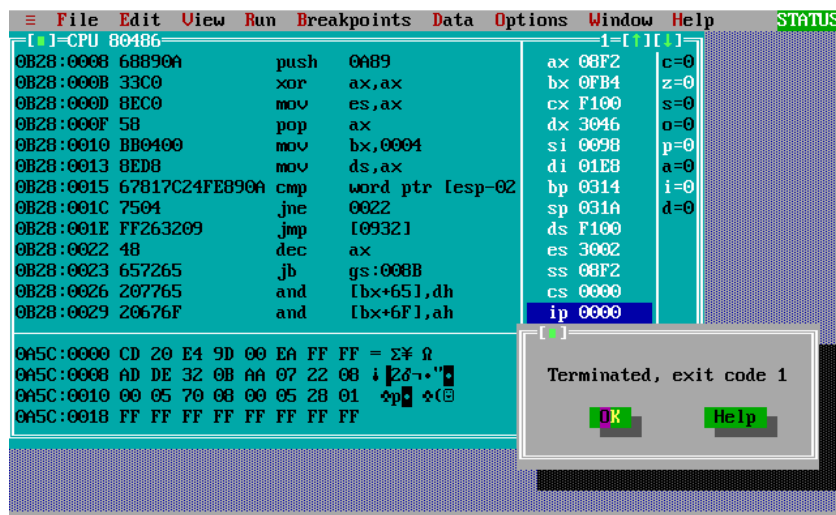 ≡ File Edit View Run Breakpoints Data Options Window Help STATUS
[■]=CPU 80486 1=[↑][↓]
0B28:0008 68890A push 0A89 ax 08F2 c=0
0B28:000B 33C0 xor ax,ax bx 0FB4 z=0
0B28:000D 8EC0 mov es,ax cx F100 s=0
0B28:000F 58 pop ax dx 3046 o=0
0B28:0010 BB0400 mov bx,0004 si 0098 p=0
0B28:0013 8ED8 mov ds,ax di 01E8 a=0
0B28:0015 67817C24FE890A cmp word ptr [esp-02 bp 0314 i=0
0B28:001C 7504 jne 0022 sp 031A d=0
0B28:001E FF263209 jmp [0932] ds F100
0B28:0022 48 dec ax es 3002
0B28:0023 657265 jb gs:008B ss 08F2
0B28:0026 207765 and [bx+65],dh cs 0000
0B28:0029 20676F and [bx+6F],ah ip 0000
0A5C:0000 CD 20 E4 9D 00 EA FF FF = Σ¥ Ω
0A5C:0008 AD DE 32 0B AA 07 22 08
0A5C:0010 00 05 70 08 00 05 28 01
0A5C:0018 FF FF FF FF FF FF FF FF
[■]
Terminated, exit code 1
OK Help